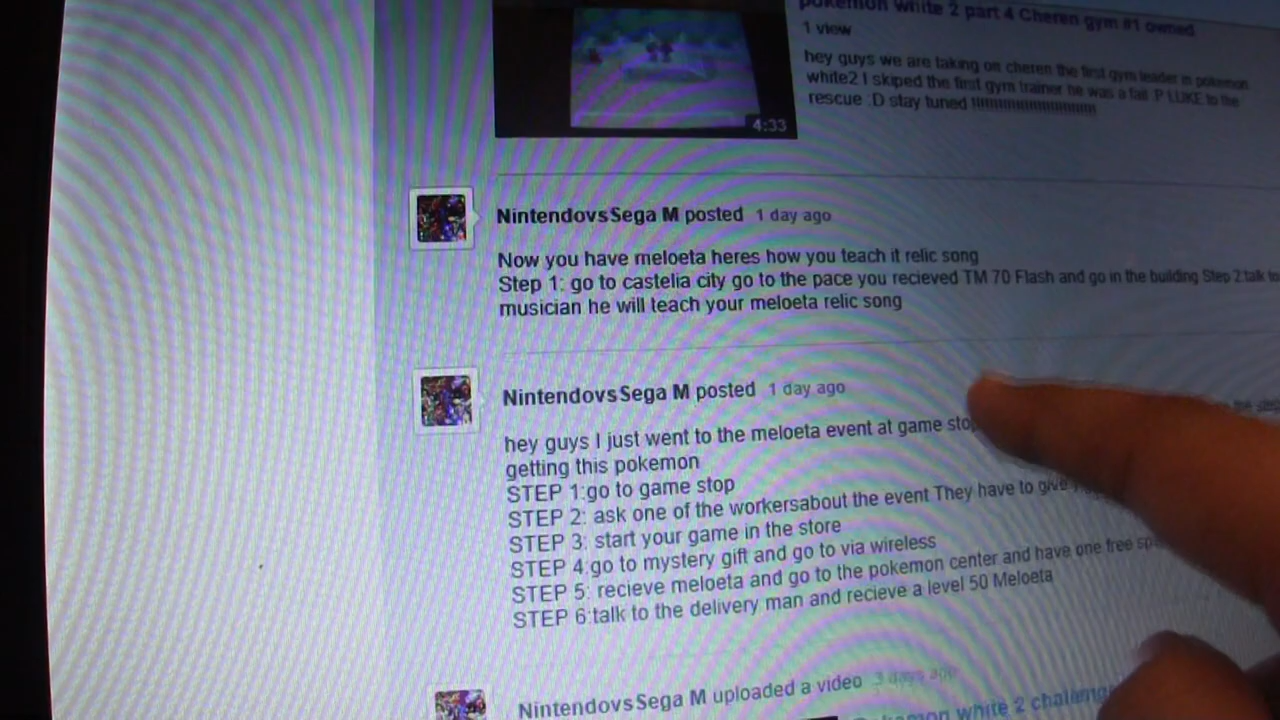 pokemon white 2 part 4 Cheren gym #1 owned
1 view
hey guys we are taking on cheren the first gym leader in pokemon
white2 I skiped the first gym trainer he was a fail :P LUKE to the
rescue :D stay tuned
4:33
NintendovsSega M posted 1 day ago
Now you have meloeta heres how you teach it relic song
Step 1: go to castelia city go to the pace you recieved TM 70 Flash and go in the building Step 2:talk to
musician he will teach your meloeta relic song
NintendovsSega M posted 1 day ago
hey guys I just went to the meloeta event at game stop
getting this pokemon
STEP 1:go to game stop
STEP 2: ask one of the workersabout the event They have to give
STEP 3: start your game in the store
STEP 4:go to mystery gift and go to via wireless
STEP 5: recieve meloeta and go to the pokemon center and have one free
STEP 6:talk to the delivery man and recieve a level 50 Meloeta
NintendovsSega M uploaded a video 3 days ago
pokemon white 2